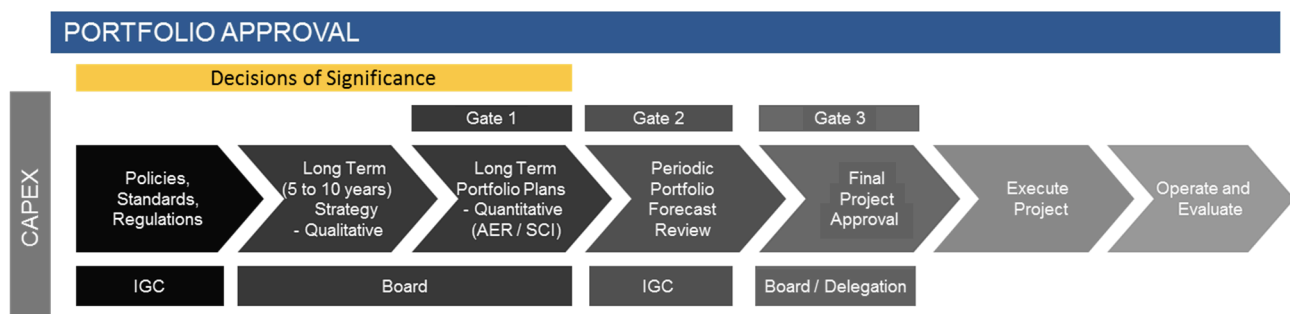 PORTFOLIO APPROVAL
Decisions of Significance
Gate 1
Gate 2
Gate 3
CAPEX
Policies,
Standards,
Regulations
Long Term
(5 to 10 years)
Strategy
- Qualitative
Long Term
Portfolio Plans
- Quantitative
(AER / SCI)
Periodic
Portfolio
Forecast
Review
Final
Project
Approval
Execute
Project
Operate and
Evaluate
IGC
Board
IGC
Board / Delegation